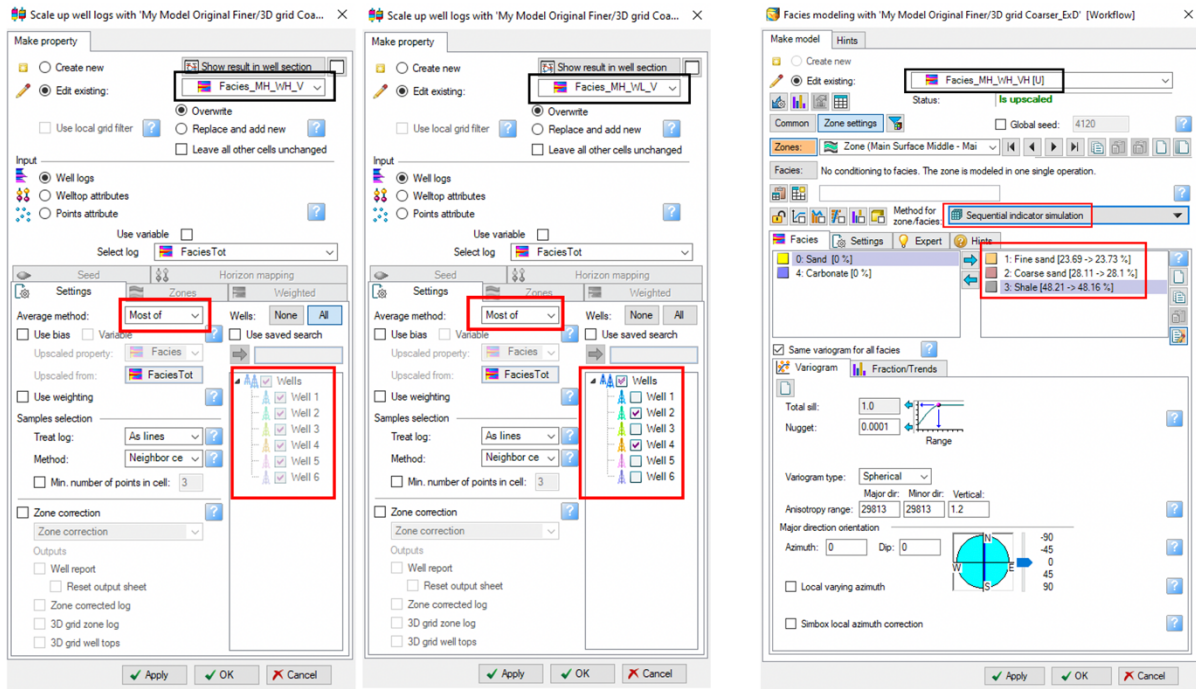 Scale up well logs with 'My Model Original Finer/3D grid Coa...
Make property
Create new
Show result in well section
Edit existing:
Facies_MH_WH_V
Overwrite
Use local grid filter
?
Replace and add new
?
Leave all other cells unchanged
Input
Well logs
Welltop attributes
Points attribute
?
Use variable
Select log
FaciesTot
Seed
Horizon mapping
Settings
Zones
Weighted
Average method:
Most of
Wells:
None
All
Use bias
Variable
?
Use saved search
Upscaled property:
Facies
Upscaled from:
FaciesTot
Wells
Use weighting
?
Well 1
Samples selection
Well 2
Treat log:
As lines
?
Well 3
Well 4
Method:
Neighbor ce
?
Well 5
Min. number of points in cell:
3
Well 6
Zone correction
?
Zone correction
Outputs
Well report
Reset output sheet
Zone corrected log
3D grid zone log
3D grid well tops
Apply
OK
Cancel
Scale up well logs with 'My Model Original Finer/3D grid Coa...
Make property
Create new
Show result in well section
Edit existing:
Facies_MH_WL_V
Overwrite
Use local grid filter
?
Replace and add new
?
Leave all other cells unchanged
Input
Well logs
Welltop attributes
Points attribute
?
Use variable
Select log
FaciesTot
Seed
Horizon mapping
Settings
Zones
Weighted
Average method:
Most of
Wells:
None
All
Use bias
Variable
?
Use saved search
Upscaled property:
Facies
Upscaled from:
FaciesTot
Wells
Use weighting
?
Well 1
Samples selection
Well 2
Treat log:
As lines
?
Well 3
Well 4
Method:
Neighbor ce
?
Well 5
Min. number of points in cell:
3
Well 6
Zone correction
?
Zone correction
Outputs
Well report
Reset output sheet
Zone corrected log
3D grid zone log
3D grid well tops
Apply
OK
Cancel
Facies modeling with 'My Model Original Finer/3D grid Coarser_ExD' [Workflow]
Make model
Hints
Create new
Edit existing:
Facies_MH_WH_VH [U]
Status:
Is upscaled
Common
Zone settings
Global seed:
4120
?
Zones:
Zone (Main Surface Middle - Mai
Facies:
No conditioning to facies. The zone is modeled in one single operation.
?
Method for
zone/facies:
Sequential indicator simulation
Facies
Settings
Expert
Hints
0: Sand [0 %]
4: Carbonate [0 %]
1: Fine sand [23.69 -> 23.73 %]
2: Coarse sand [28.11 -> 28.1 %]
3: Shale [48.21 -> 48.16 %]
?
Same variogram for all facies
?
Variogram
Fraction/Trends
Total sill:
1.0
?
Nugget:
0.0001
Range
Variogram type:
Spherical
Major dir:
Minor dir:
Vertical:
Anisotropy range:
29813
29813
1.2
?
Major direction orientation
Azimuth:
0
Dip:
0
N
W
E
S
-90
-45
0
45
90
?
Local varying azimuth
?
Simbox local azimuth correction
?
Apply
OK
Cancel